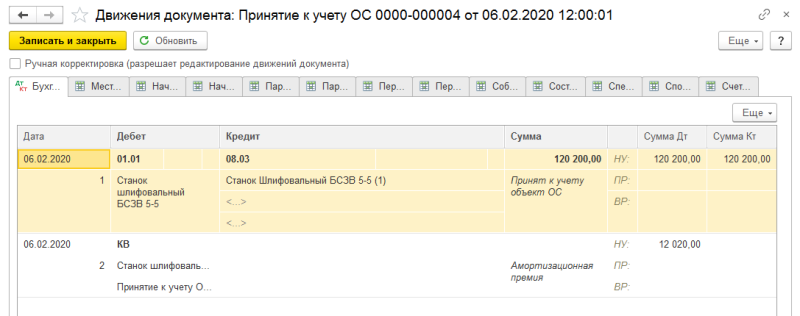 Движения документа: Принятие к учету ОС 0000-000004 от 06.02.2020 12:00:01
Записать и закрыть Обновить Еще ?
Ручная корректировка (разрешает редактирование движений документа)
Дт Кт Бухг... Мест... Нач... Нач... Пар... Пар... Пер... Пер... Соб... Сост... Спе... Спо... Счет...
Еще
Дата Дебет Кредит Сумма Сумма Дт Сумма Кт
06.02.2020 01.01 08.03 120 200,00 НУ: 120 200,00 120 200,00
1 Станок Станок Шлифовальный БСЗВ 5-5 (1) Принят к учету ПР:
шлифовальный объект ОС
БСЗВ 5-5 <...> ВР:
<...>
06.02.2020 КВ НУ: 12 020,00
2 Станок шлифоваль... Амортизационная ПР:
премия
Принятие к учету О... ВР: